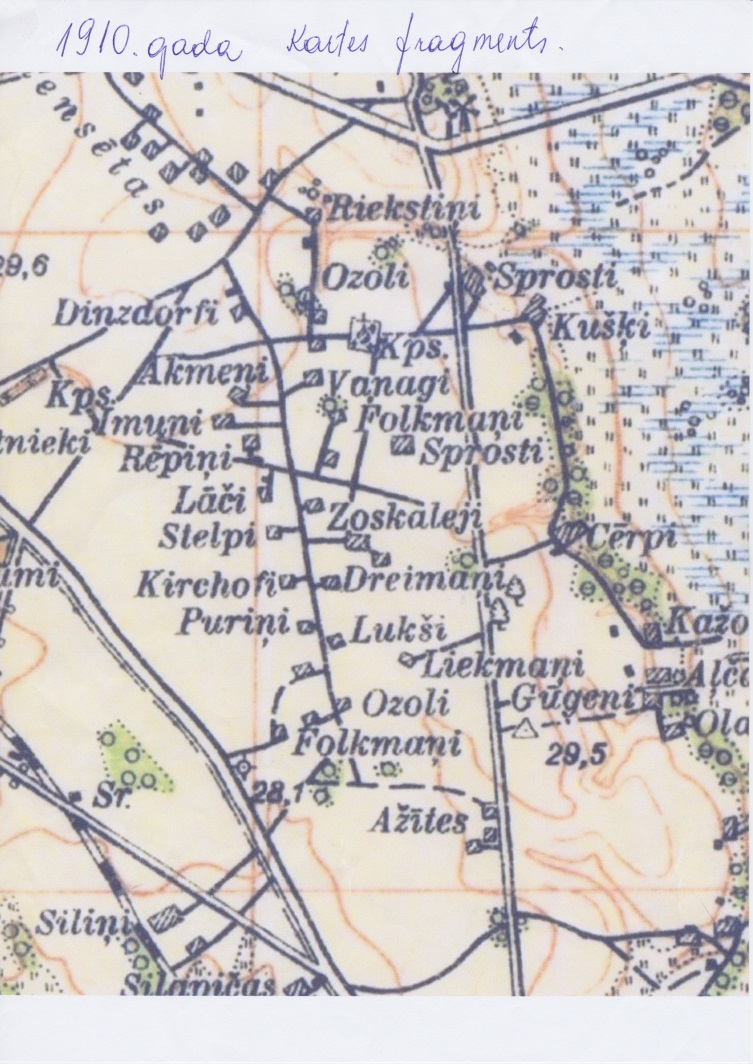 1910. gada kartes fragments.
ensētas
Riekstiņi
29,6
Ozoli
Sprosti
Dinzdorfi
Kušķi
Kps.
Akmeņi
Vanagi
Kps.
Imuņi
Folkmaņi
tnieki
Rēpiņi
Sprosti
Lāči
Zoskaleji
Stelpi
Cērpi
Kirchofi
Dreimaņi
Puriņi
Lukši
Kažo
Liekmaņi
Alči
Ozoli
Gūģeņi
Ola
Folkmaņi
29,5
28,1
Sr.
Ažītes
Siliņi
Silapičas